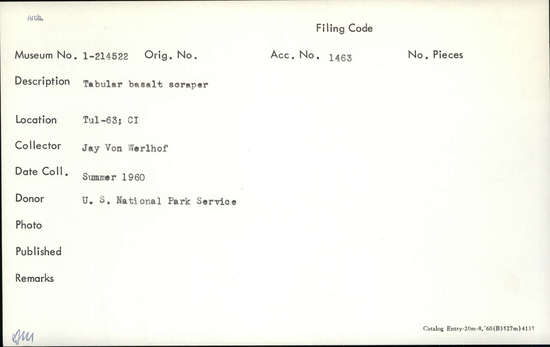 Filing Code
Museum No. 1-214522 Orig. No. Acc. No. 1463 No. Pieces
Description Tabular basalt scraper
Location Tul-63; CI
Collector Jay Von Werlhof
Date Coll. Summer 1960
Donor U. S. National Park Service
Photo
Published
Remarks